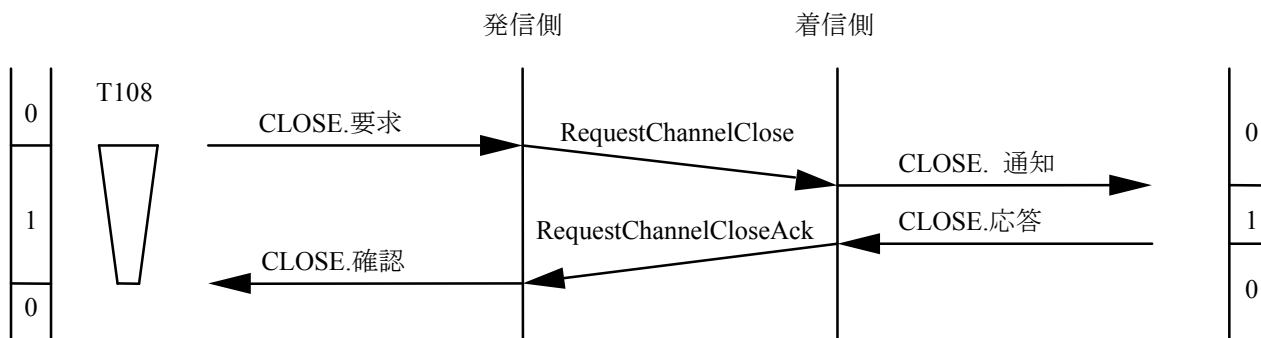 発信側
着信側
T108
0
CLOSE.要求
RequestChannelClose
0
CLOSE. 通知
1
RequestChannelCloseAck
CLOSE.応答
1
CLOSE.確認
0
0